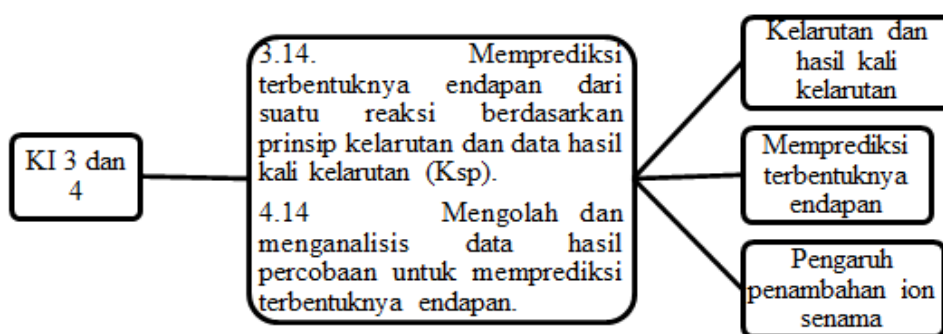 KI 3 dan
4
3.14. Memprediksi
terbentuknya endapan dari
suatu reaksi berdasarkan
prinsip kelarutan dan data hasil
kali kelarutan (Ksp).
4.14 Mengolah dan
menganalisis data hasil
percobaan untuk memprediksi
terbentuknya endapan.
Kelarutan dan
hasil kali
kelarutan
Memprediksi
terbentuknya
endapan
Pengaruh
penambahan ion
senama